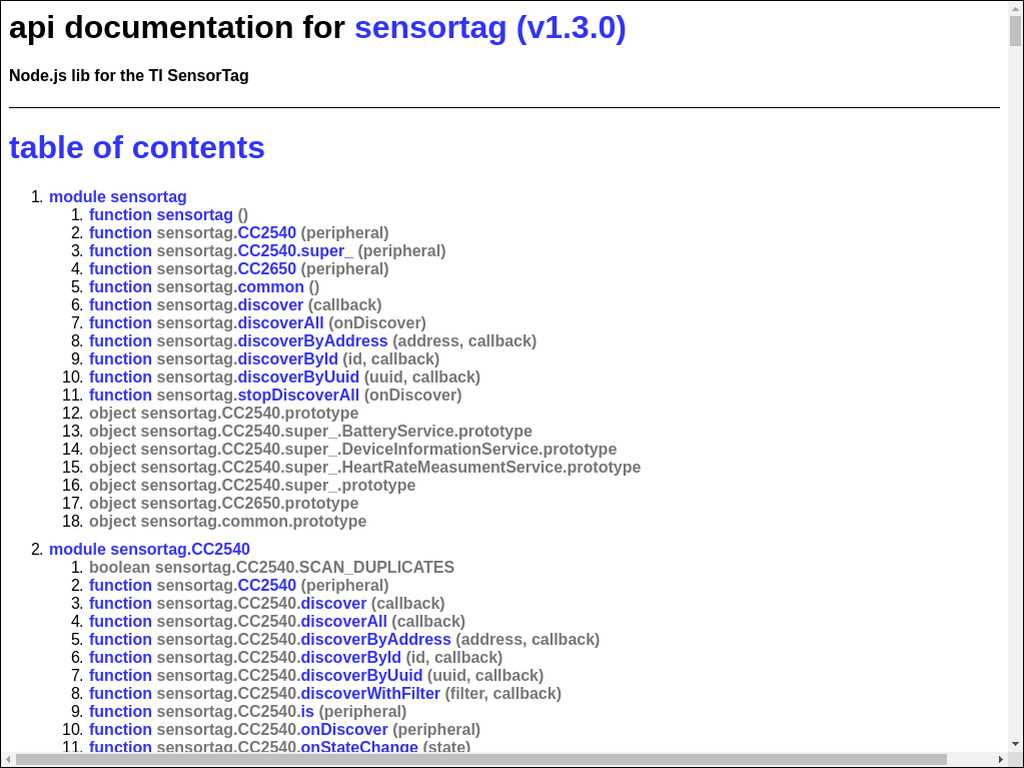 api documentation for sensortag (v1.3.0)
Node.js lib for the TI SensorTag
table of contents
1. module sensortag
1. function sensortag ()
2. function sensortag.CC2540 (peripheral)
3. function sensortag.CC2540.super_ (peripheral)
4. function sensortag.CC2650 (peripheral)
5. function sensortag.common ()
6. function sensortag.discover (callback)
7. function sensortag.discoverAll (onDiscover)
8. function sensortag.discoverByAddress (address, callback)
9. function sensortag.discoverById (id, callback)
10. function sensortag.discoverByUuid (uuid, callback)
11. function sensortag.stopDiscoverAll (onDiscover)
12. object sensortag.CC2540.prototype
13. object sensortag.CC2540.super_.BatteryService.prototype
14. object sensortag.CC2540.super_.DeviceInformationService.prototype
15. object sensortag.CC2540.super_.HeartRateMeasumentService.prototype
16. object sensortag.CC2540.super_.prototype
17. object sensortag.CC2650.prototype
18. object sensortag.common.prototype
2. module sensortag.CC2540
1. boolean sensortag.CC2540.SCAN_DUPLICATES
2. function sensortag.CC2540 (peripheral)
3. function sensortag.CC2540.discover (callback)
4. function sensortag.CC2540.discoverAll (callback)
5. function sensortag.CC2540.discoverByAddress (address, callback)
6. function sensortag.CC2540.discoverById (id, callback)
7. function sensortag.CC2540.discoverByUuid (uuid, callback)
8. function sensortag.CC2540.discoverWithFilter (filter, callback)
9. function sensortag.CC2540.is (peripheral)
10. function sensortag.CC2540.onDiscover (peripheral)
11. function sensortag.CC2540.onStateChange (state)